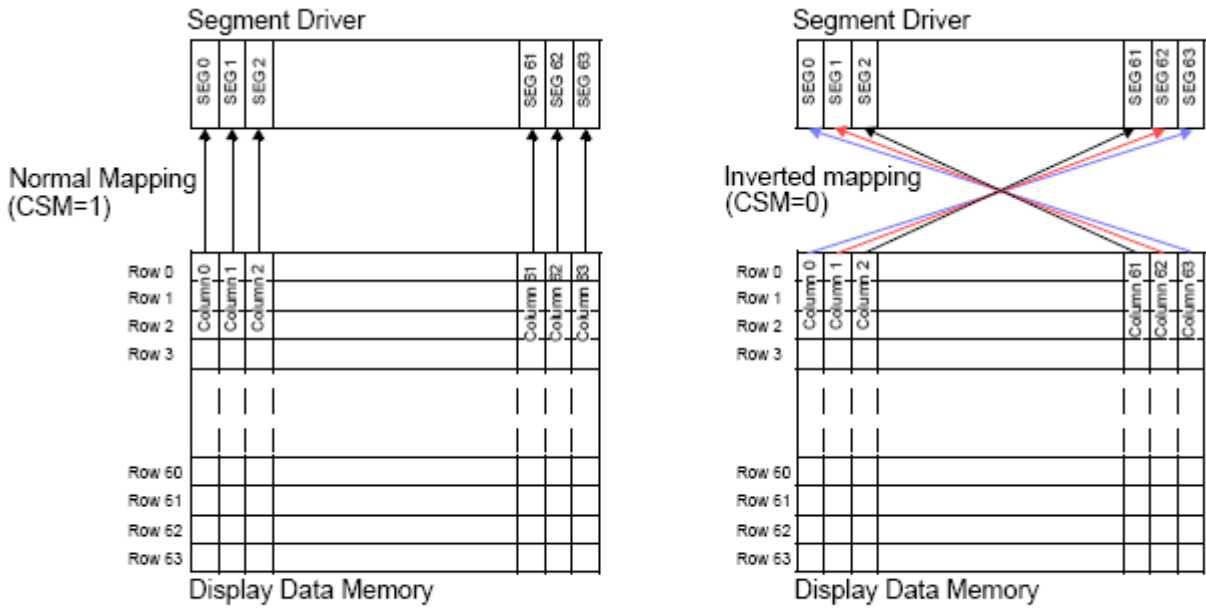 Segment Driver
SEG 0
SEG 1
SEG 2
SEG 61
SEG 62
SEG 63
Normal Mapping
(CSM=1)
Row 0
Row 1
Row 2
Row 3
Column 0
Column 1
Column 2
Column 61
Column 62
Column 63
Row 60
Row 61
Row 62
Row 63
Display Data Memory
Segment Driver
SEG 0
SEG 1
SEG 2
SEG 61
SEG 62
SEG 63
Inverted mapping
(CSM=0)
Row 0
Row 1
Row 2
Row 3
Column 0
Column 1
Column 2
Column 61
Column 62
Column 63
Row 60
Row 61
Row 62
Row 63
Display Data Memory